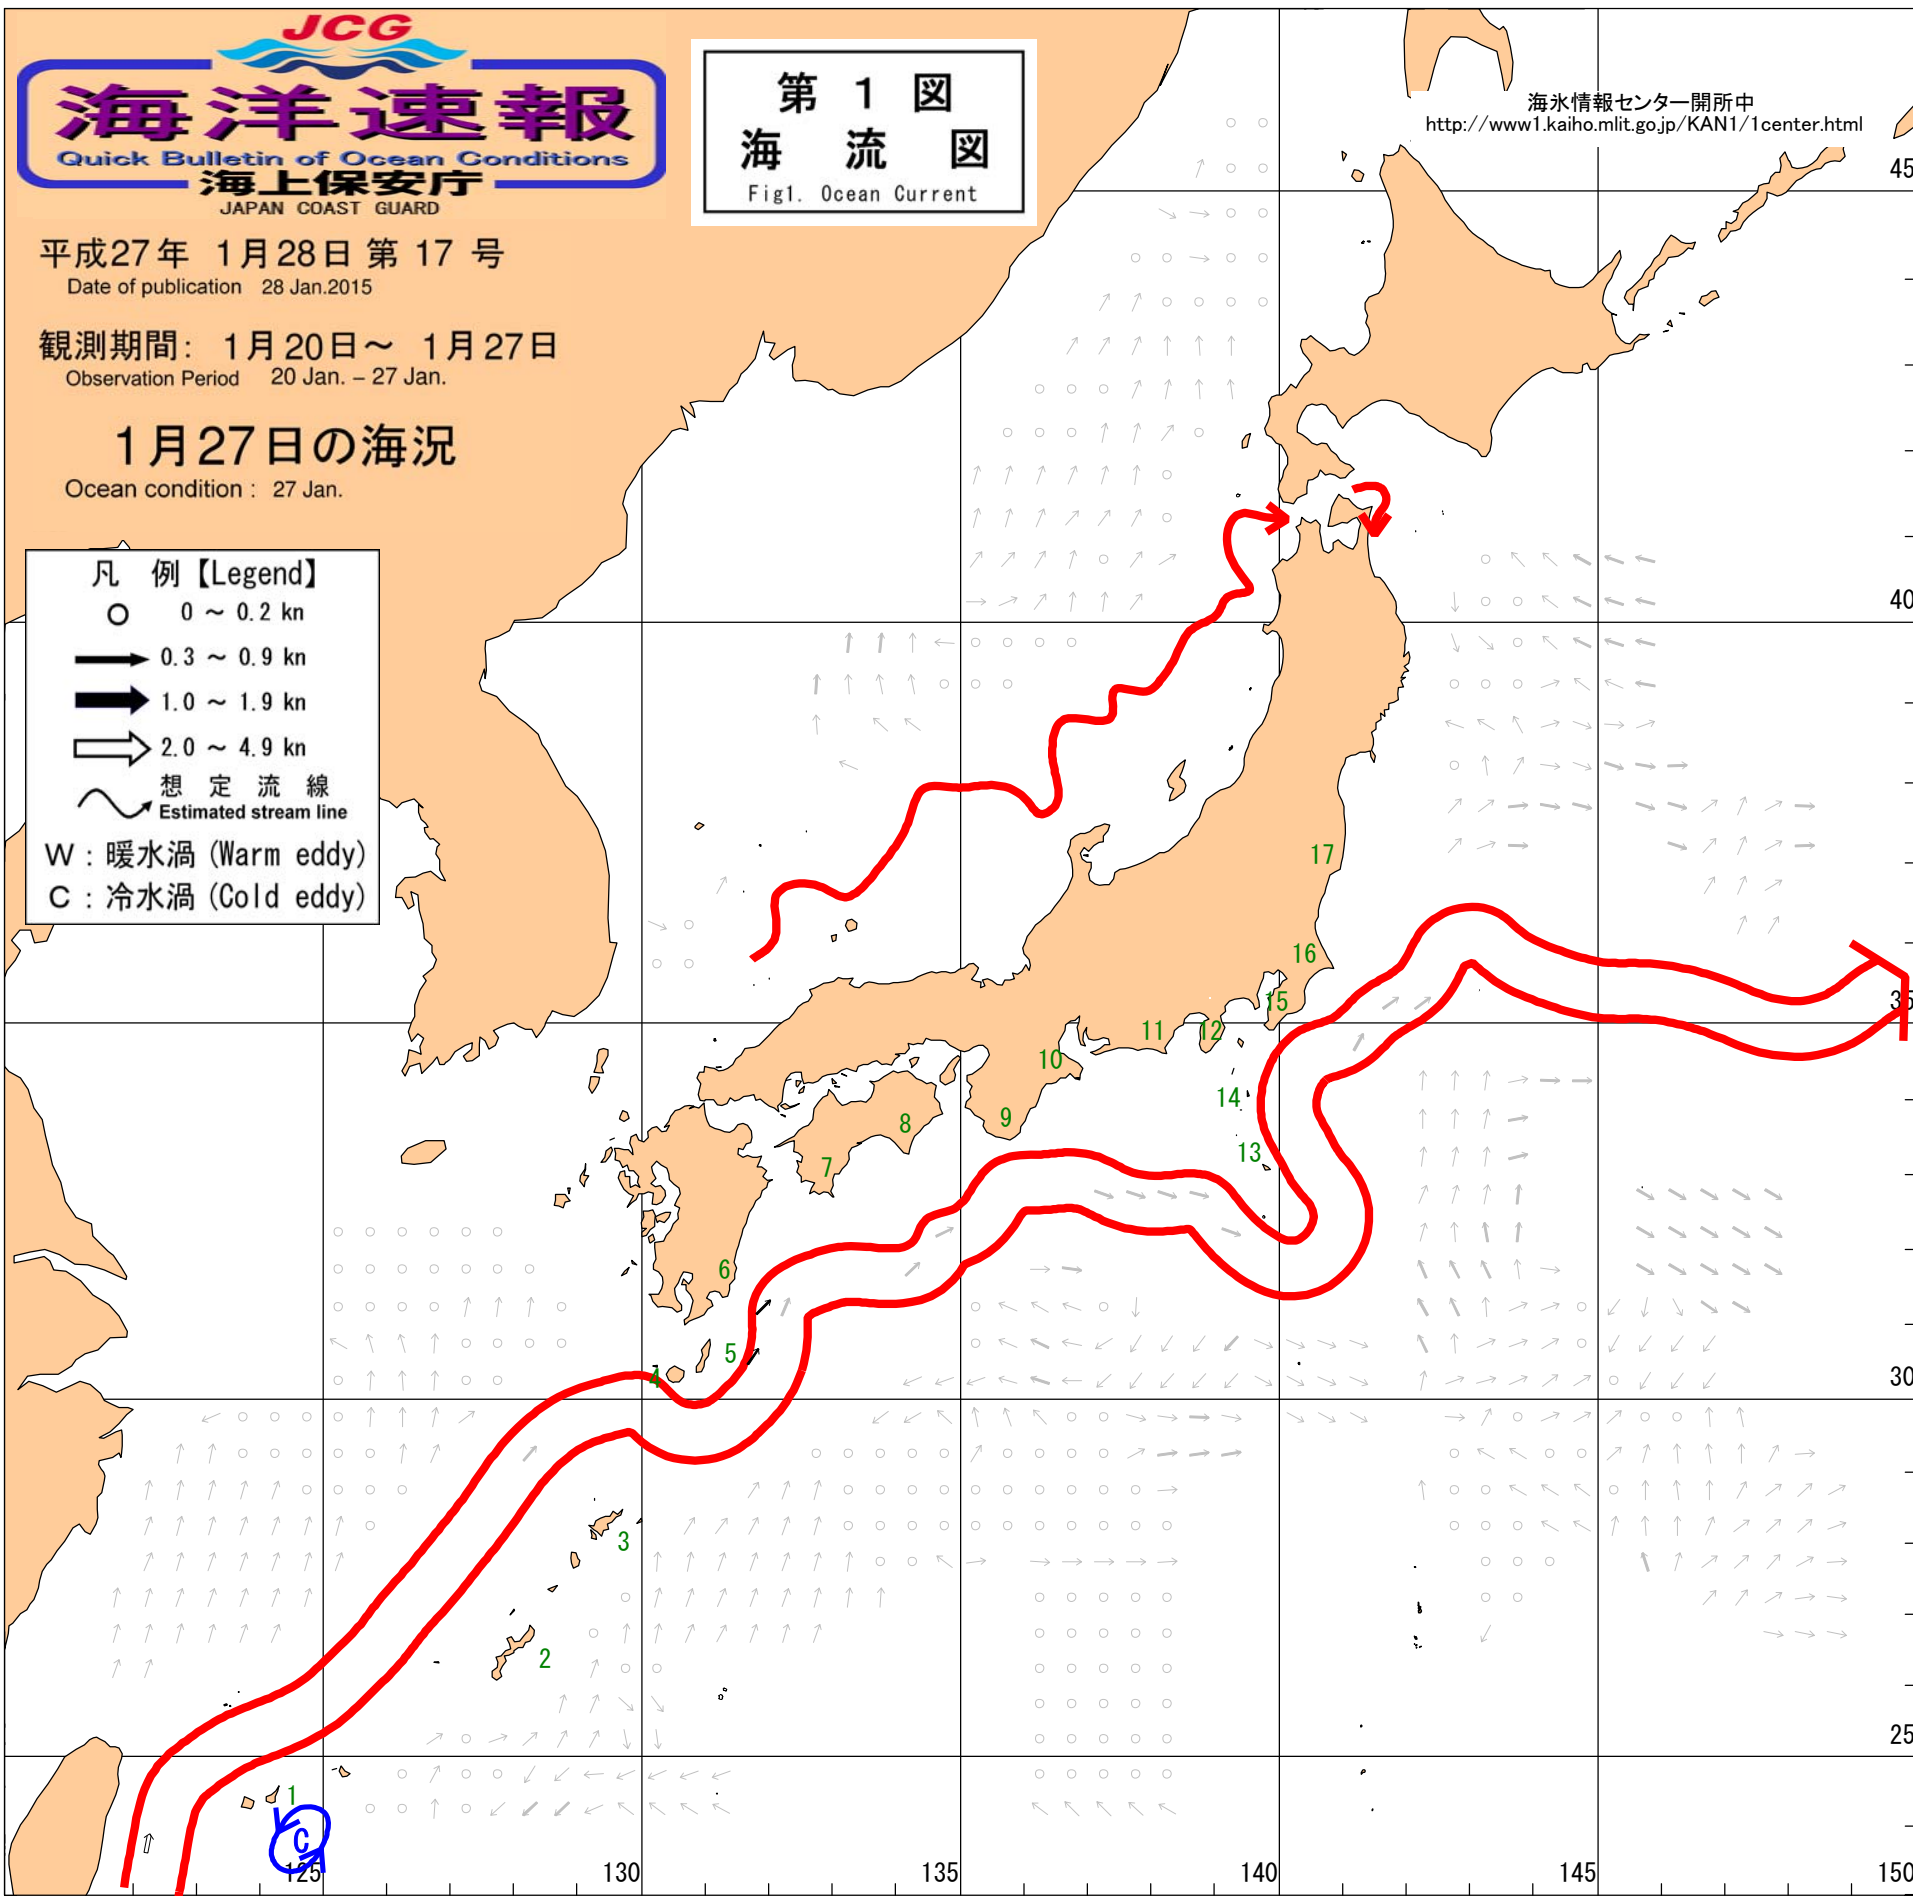 JCG
海洋速報
Quick Bulletin of Ocean Conditions
海上保安庁
JAPAN COAST GUARD
第 1 図
海 流 図
Fig1. Ocean Current
海氷情報センター開所中
http://www1.kaiho.mlit.go.jp/KAN1/1center.html
平成27年 1月28日 第 17 号
Date of publication 28 Jan.2015
観測期間: 1月20日~ 1月27日
Observation Period 20 Jan. – 27 Jan.
1月27日の海況
Ocean condition : 27 Jan.
凡 例【Legend】
0 ~ 0.2 kn
0.3 ~ 0.9 kn
1.0 ~ 1.9 kn
2.0 ~ 4.9 kn
想 定 流 線
Estimated stream line
W : 暖水渦 (Warm eddy)
C : 冷水渦 (Cold eddy)
45
40
17
16
35
15
12
11
10
14
9
8
13
7
6
5
4
30
3
2
25
1
C
125
130
135
140
145
150